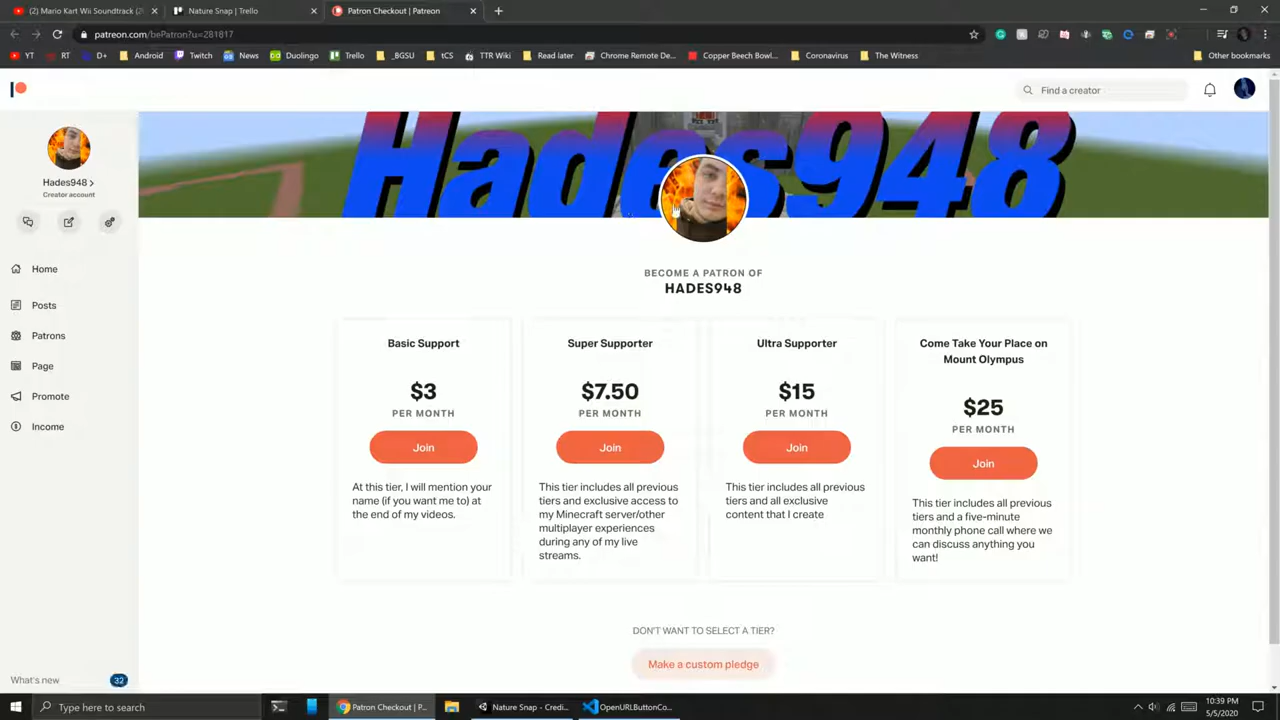 (2) Mario Kart Wii Soundtrack (2
Nature Snap | Trello
Patron Checkout | Patreon
patreon.com/bePatron?u=281817
YT
RT
D+
Android
Twitch
News
Duolingo
Trello
_BGSU
tCS
TTR Wiki
Read later
Chrome Remote De...
Copper Beech Bowl...
Coronavirus
The Witness
Other bookmarks
Find a creator
Hades948
Hades948
Creator account
Home
Posts
Patrons
Page
Promote
Income
What's new
32
BECOME A PATRON OF
HADES948
Basic Support
$3
PER MONTH
Join
At this tier, I will mention your
name (if you want me to) at
the end of my videos.
Super Supporter
$7.50
PER MONTH
Join
This tier includes all previous
tiers and exclusive access to
my Minecraft server/other
multiplayer experiences
during any of my live
streams.
Ultra Supporter
$15
PER MONTH
Join
This tier includes all previous
tiers and all exclusive
content that I create
Come Take Your Place on
Mount Olympus
$25
PER MONTH
Join
This tier includes all previous
tiers and a five-minute
monthly phone call where we
can discuss anything you
want!
DON'T WANT TO SELECT A TIER?
Make a custom pledge
Type here to search
Patron Checkout | P...
Nature Snap - Credi...
OpenURLButtonCo...
10:39 PM
5/5/2020